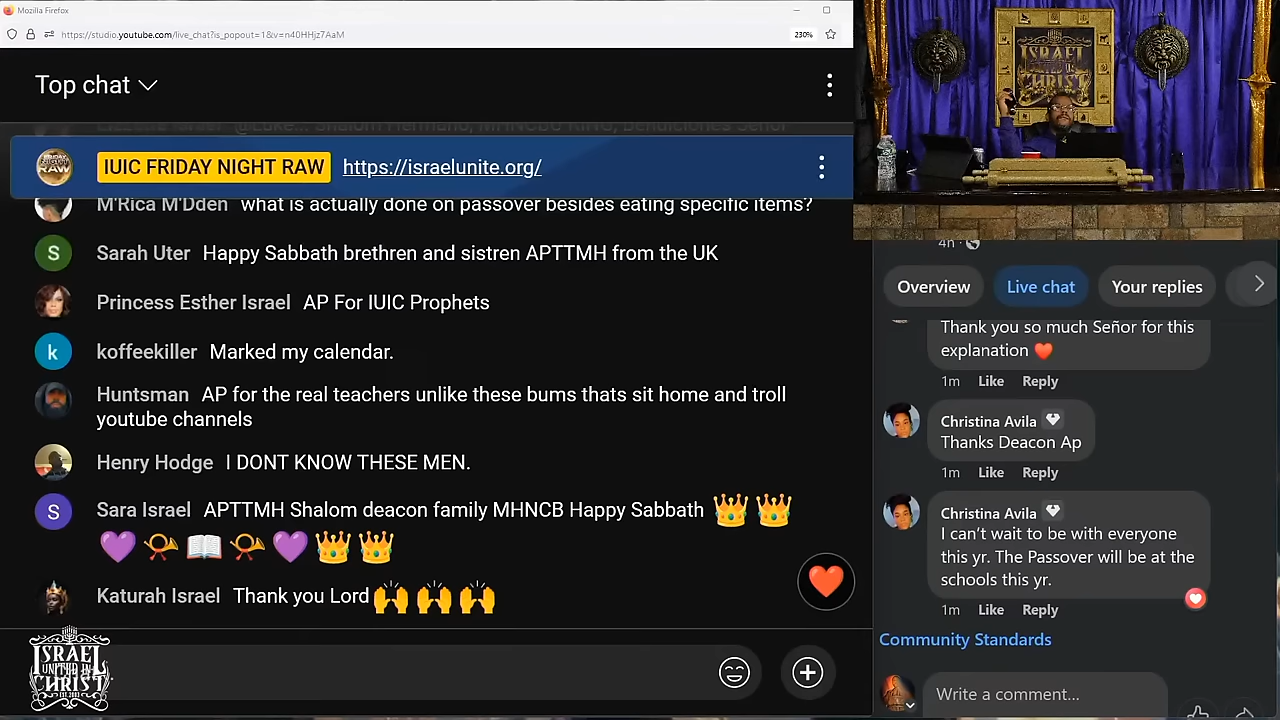 Mozilla Firefox
https://studio.youtube.com/live_chat?is_popout=1&v=n40HHjz7AaM
230%
Top chat
IUIC FRIDAY NIGHT RAW https://israelunite.org/
M'Rica M'Dden what is actually done on passover besides eating specific items?
Sarah Uter Happy Sabbath brethren and sistren APTTMH from the UK
Princess Esther Israel AP For IUIC Prophets
k koffeekiller Marked my calendar.
Huntsman AP for the real teachers unlike these bums thats sit home and troll
youtube channels
Henry Hodge I DONT KNOW THESE MEN.
S Sara Israel APTTMH Shalom deacon family MHNCB Happy Sabbath 👑 👑
💜 📯 📖 📯 💜 👑 👑
Katurah Israel Thank you Lord 🙌 🙌 🙌
ISRAEL
UNITED IN
CHRIST
EST. 2003
ISRAEL
UNITED IN
CHRIST
4h
Overview
Live chat
Your replies
Thank you so much Señor for this
explanation ❤️
1m Like Reply
Christina Avila
Thanks Deacon Ap
1m Like Reply
Christina Avila
I can't wait to be with everyone
this yr. The Passover will be at the
schools this yr.
1m Like Reply
Community Standards
Write a comment...